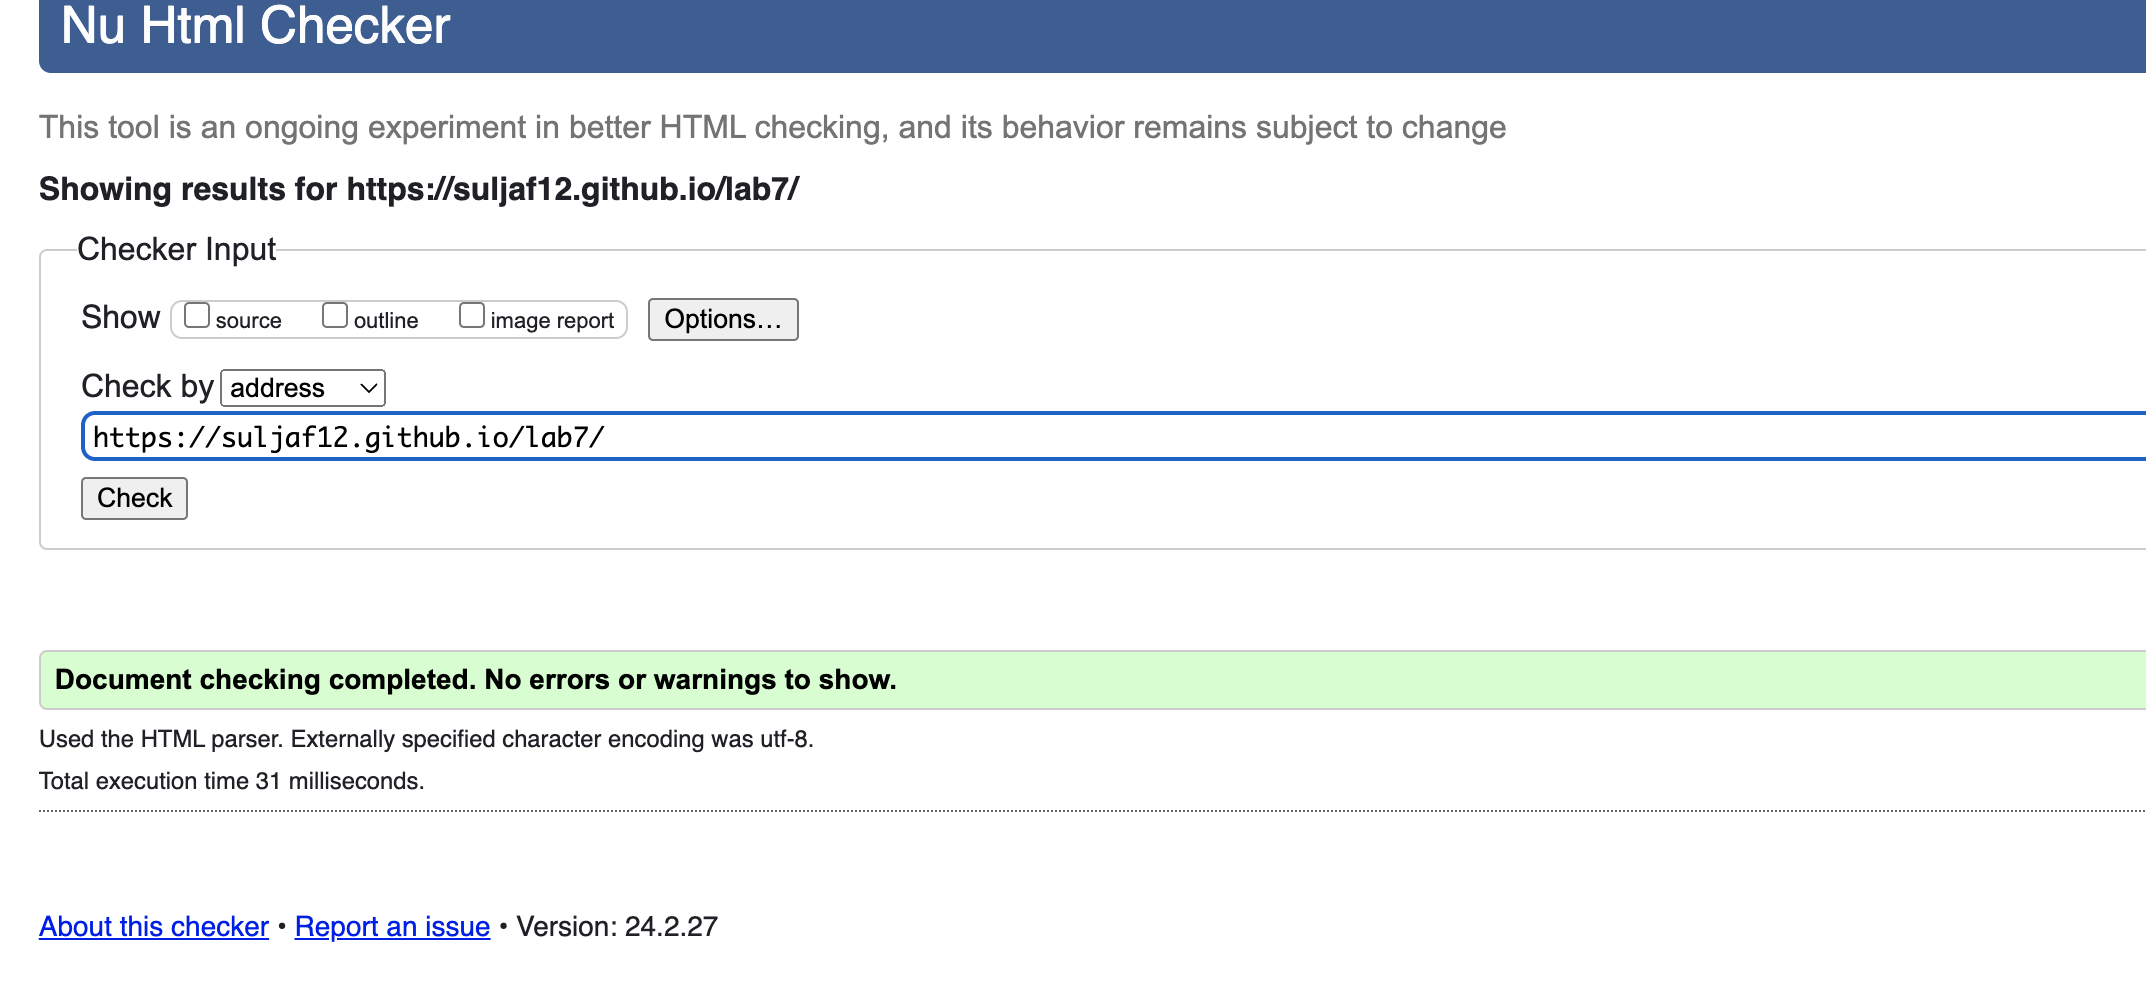 Nu Html Checker
This tool is an ongoing experiment in better HTML checking, and its behavior remains subject to change
Showing results for https://suljaf12.github.io/lab7/
Checker Input
Show source outline image report Options...
Check by address
https://suljaf12.github.io/lab7/
Check
Document checking completed. No errors or warnings to show.
Used the HTML parser. Externally specified character encoding was utf-8.
Total execution time 31 milliseconds.
About this checker • Report an issue • Version: 24.2.27